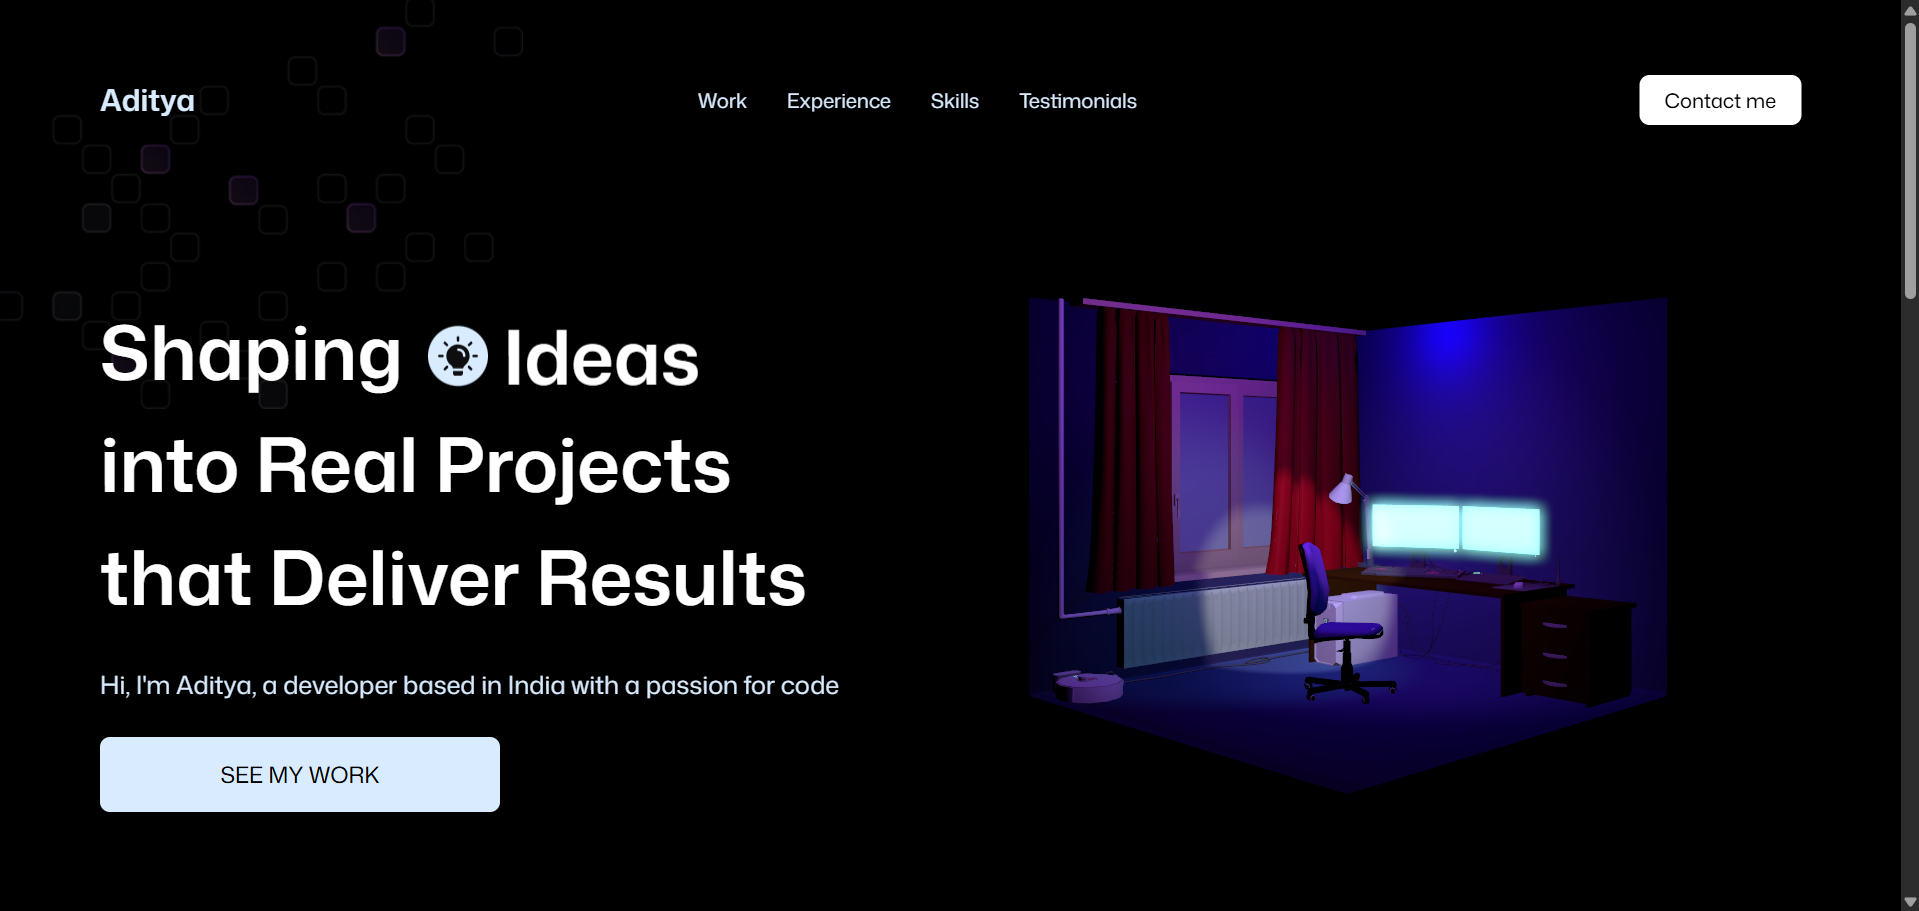 Aditya
Work
Experience
Skills
Testimonials
Contact me
Shaping Ideas
into Real Projects
that Deliver Results
Hi, I'm Aditya, a developer based in India with a passion for code
SEE MY WORK